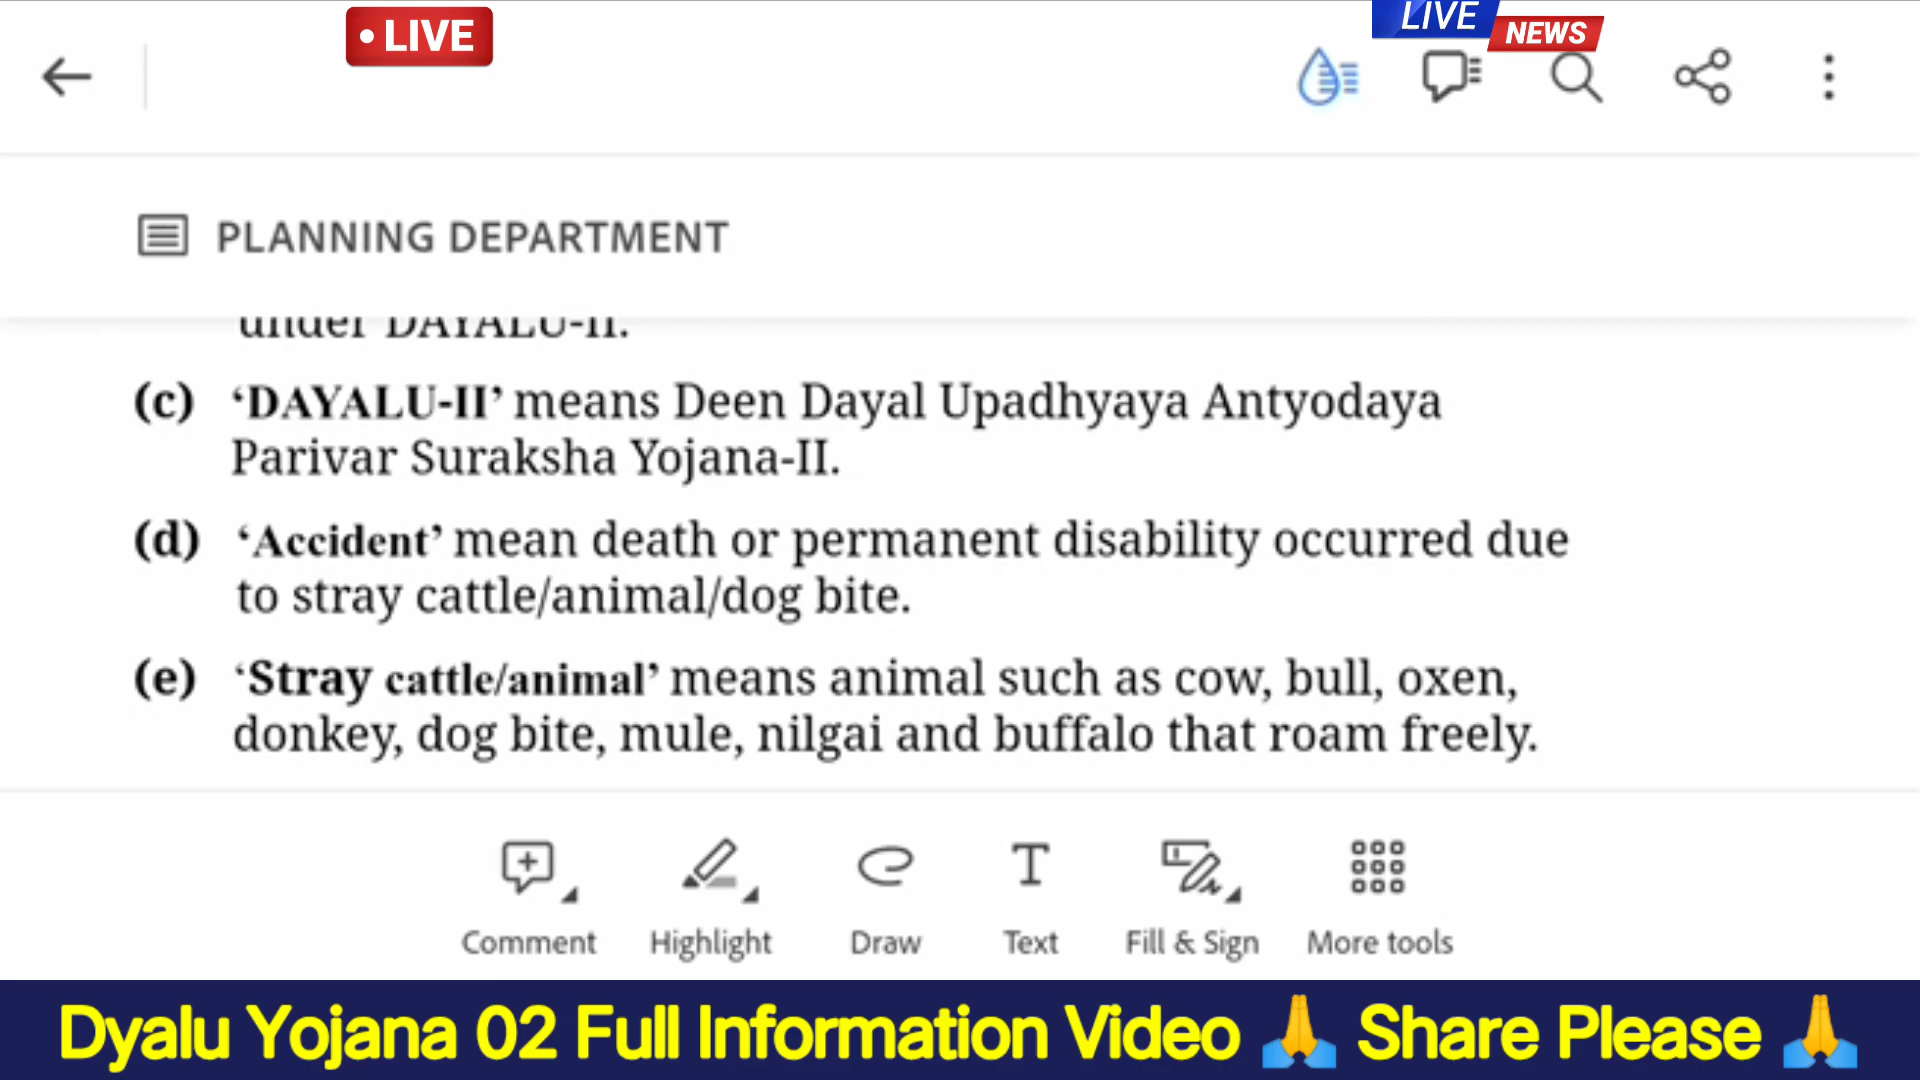 LIVE
LIVE
NEWS
PLANNING DEPARTMENT
under DAYALU-II.
(c) ‘DAYALU-II’ means Deen Dayal Upadhyaya Antyodaya
Parivar Suraksha Yojana-II.
(d) ‘Accident’ mean death or permanent disability occurred due
to stray cattle/animal/dog bite.
(e) ‘Stray cattle/animal’ means animal such as cow, bull, oxen,
donkey, dog bite, mule, nilgai and buffalo that roam freely.
Comment Highlight Draw Text Fill & Sign More tools
Dyalu Yojana 02 Full Information Video 🙏 Share Please 🙏